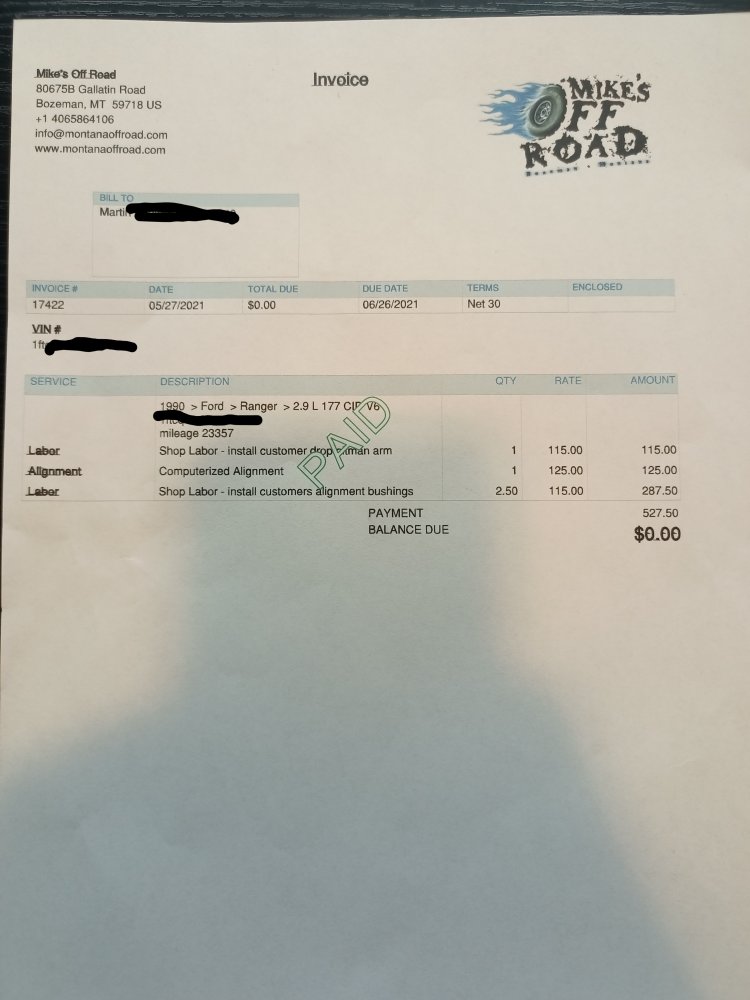 Mike's Off Road
80675B Gallatin Road
Bozeman, MT 59718 US
+1 4065864106
info@montanaoffroad.com
www.montanaoffroad.com
Invoice
MIKE'S
OFF
ROAD
Bozeman, Montana
BILL TO
Martin
INVOICE # DATE TOTAL DUE DUE DATE TERMS ENCLOSED
17422 05/27/2021 $0.00 06/26/2021 Net 30
VIN #
1ft
SERVICE DESCRIPTION QTY RATE AMOUNT
1990 > Ford > Ranger > 2.9 L 177 CID V6
mileage 23357
Labor Shop Labor - install customer drop pitman arm 1 115.00 115.00
Alignment Computerized Alignment 1 125.00 125.00
Labor Shop Labor - install customers alignment bushings 2.50 115.00 287.50
PAID
PAYMENT 527.50
BALANCE DUE $0.00